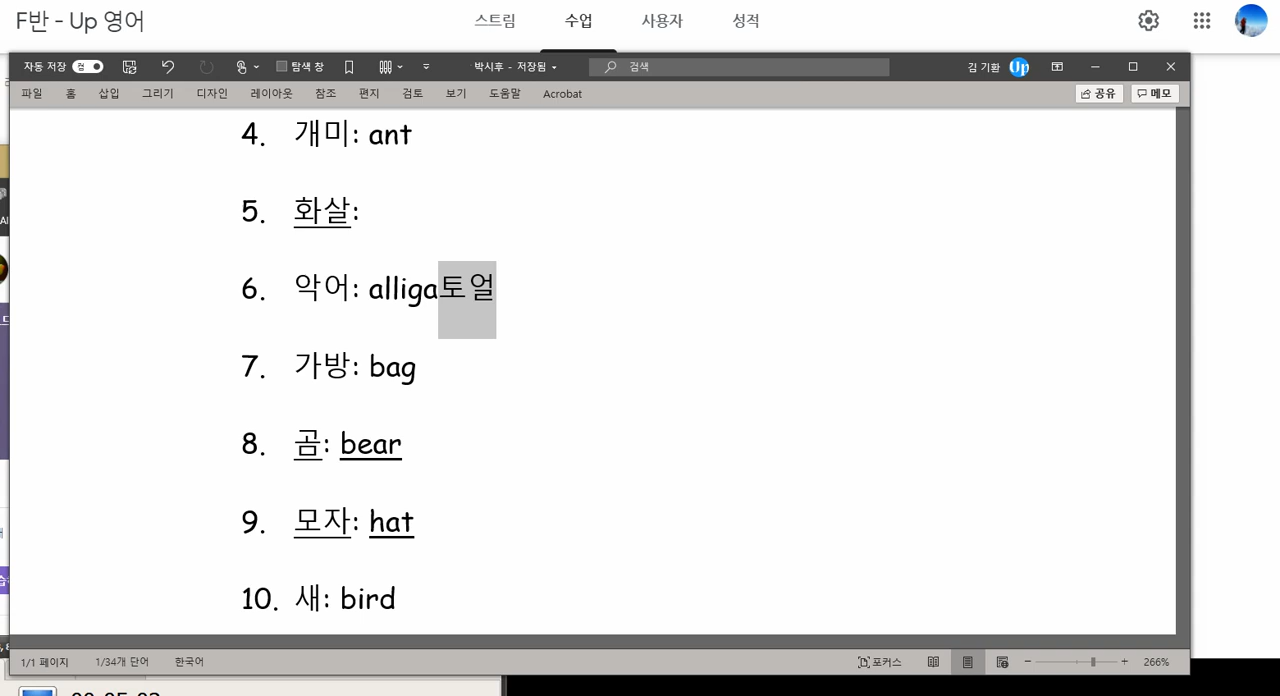 F반 - Up 영어
스트림 수업 사용자 성적
자동 저장 탐색 창 박시후 - 저장됨 검색 김 기환 Up
파일 홈 삽입 그리기 디자인 레이아웃 참조 편지 검토 보기 도움말 Acrobat 공유 메모
4. 개미: ant
5. 화살:
6. 악어: alliga토얼
7. 가방: bag
8. 곰: bear
9. 모자: hat
10. 새: bird
1/1 페이지 1/34개 단어 한국어 포커스 266%